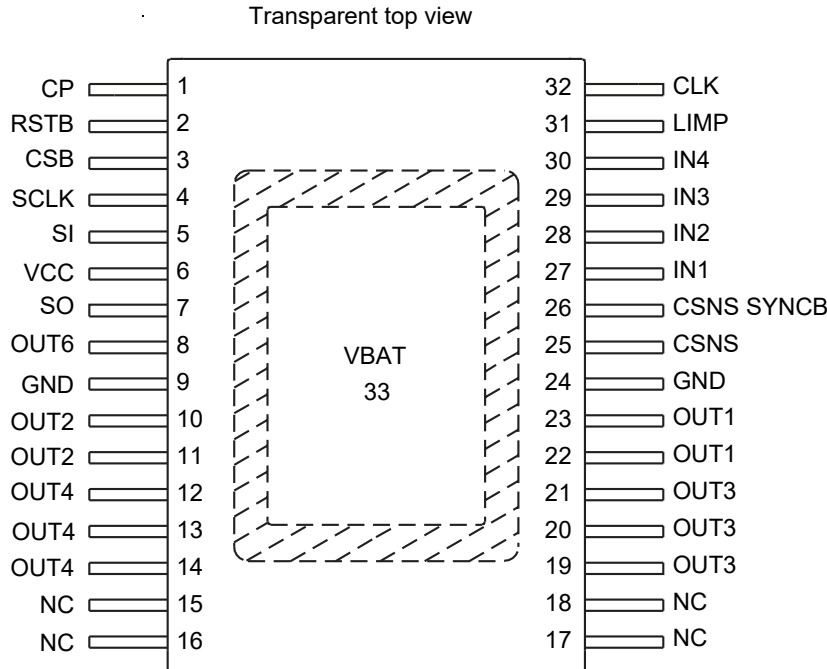 Transparent top view
CP 1 32 CLK
RSTB 2 31 LIMP
CSB 3 30 IN4
SCLK 4 29 IN3
SI 5 28 IN2
VCC 6 27 IN1
SO 7 26 CSNS SYNCB
OUT6 8 25 CSNS
GND 9 24 GND
OUT2 10 23 OUT1
OUT2 11 22 OUT1
OUT4 12 21 OUT3
OUT4 13 20 OUT3
OUT4 14 19 OUT3
NC 15 18 NC
NC 16 17 NC
VBAT
33